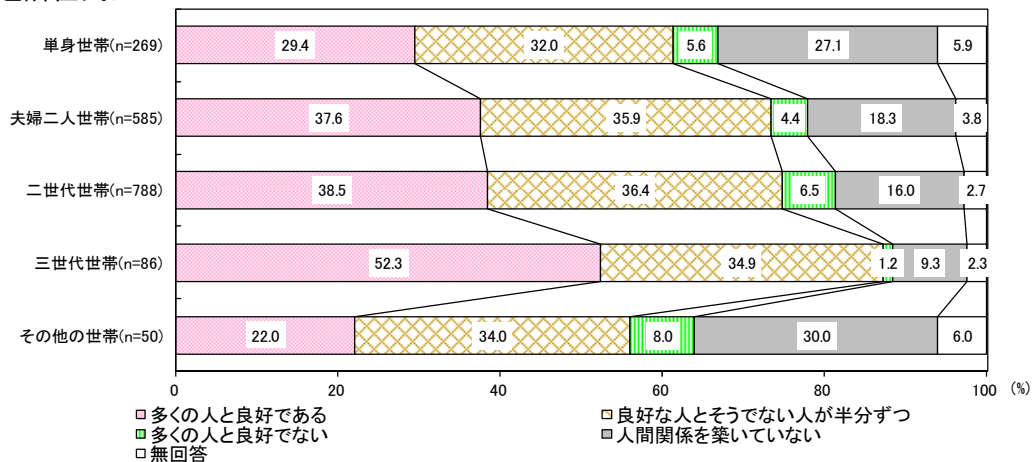 単身世帯(n=269)
29.4 32.0 5.6 27.1 5.9
夫婦二人世帯(n=585)
37.6 35.9 4.4 18.3 3.8
二世代世帯(n=788)
38.5 36.4 6.5 16.0 2.7
三世代世帯(n=86)
52.3 34.9 1.2 9.3 2.3
その他の世帯(n=50)
22.0 34.0 8.0 30.0 6.0
0 20 40 60 80 100 (%)
多くの人と良好である 良好な人とそうでない人が半分ずつ
多くの人と良好でない 人間関係を築いていない
無回答